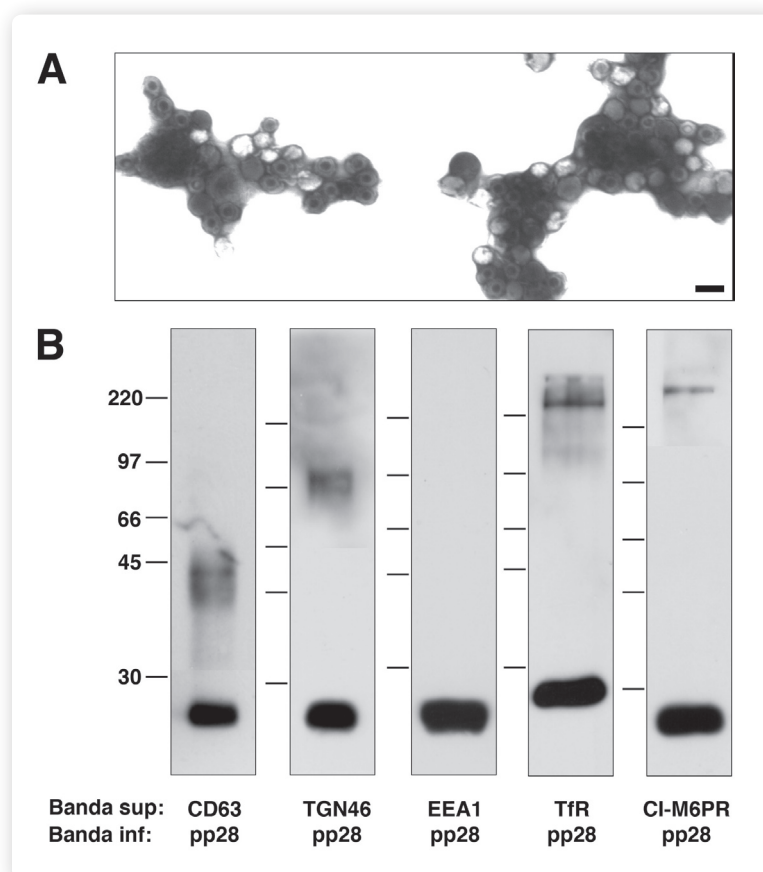 A
B
220
97
66
45
30
Banda sup: CD63 TGN46 EEA1 TfR CI-M6PR
Banda inf: pp28 pp28 pp28 pp28 pp28